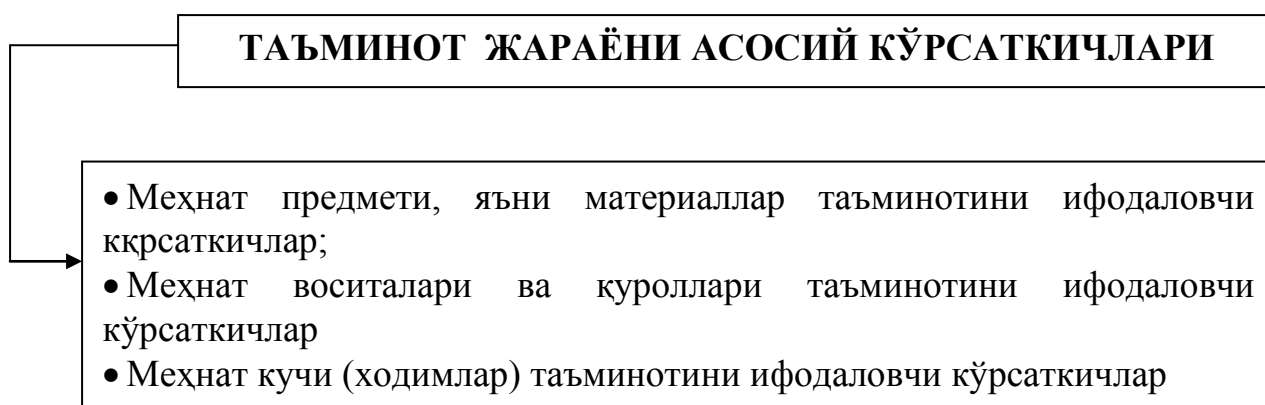 ТАЪМИНОТ ЖАРАЁНИ АСОСИЙ КЎРСАТКИЧЛАРИ
• Меҳнат предмети, яъни материаллар таъминотини ифодаловчи
кқрсаткичлар;
• Меҳнат воситалари ва қуроллари таъминотини ифодаловчи
кўрсаткичлар
• Меҳнат кучи (ходимлар) таъминотини ифодаловчи кўрсаткичлар